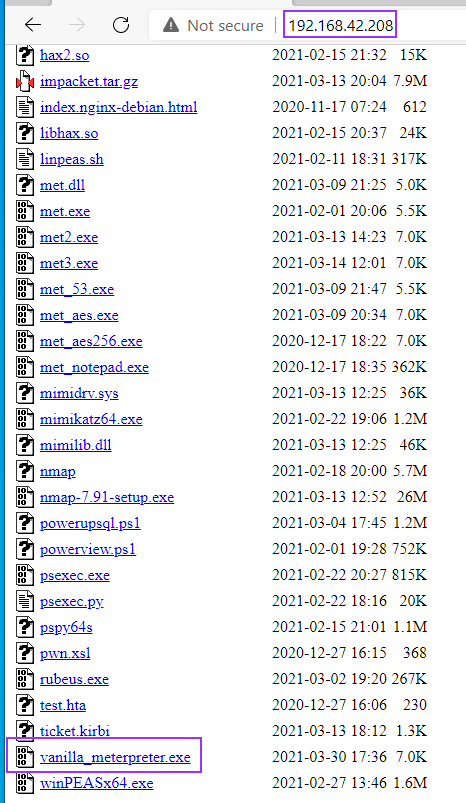 Not secure | 192.168.42.208
hax2.so 2021-02-15 21:32 15K
impacket.tar.gz 2021-03-13 20:04 7.9M
index.nginx-debian.html 2020-11-17 07:24 612
libhax.so 2021-02-15 20:37 24K
linpeas.sh 2021-02-11 18:31 317K
met.dll 2021-03-09 21:25 5.0K
met.exe 2021-02-01 20:06 5.5K
met2.exe 2021-03-13 14:23 7.0K
met3.exe 2021-03-14 12:01 7.0K
met_53.exe 2021-03-09 21:47 5.5K
met_aes.exe 2021-03-09 20:34 7.0K
met_aes256.exe 2020-12-17 18:22 7.0K
met_notepad.exe 2020-12-17 18:35 362K
mimidrv.sys 2021-03-13 12:25 36K
mimikatz64.exe 2021-02-22 19:06 1.2M
mimilib.dll 2021-03-13 12:25 46K
nmap 2021-02-18 20:00 5.7M
nmap-7.91-setup.exe 2021-03-13 12:52 26M
powerupsql.ps1 2021-03-04 17:45 1.2M
powerview.ps1 2021-02-01 19:28 752K
psexec.exe 2021-02-22 20:27 815K
psexec.py 2021-02-22 18:16 20K
pspy64s 2021-02-15 21:01 1.1M
pwn.xsl 2020-12-27 16:15 368
rubeus.exe 2021-03-02 19:20 267K
test.hta 2020-12-27 16:06 230
ticket.kirbi 2021-03-13 18:12 1.3K
vanilla_meterpreter.exe 2021-03-30 17:36 7.0K
winPEASx64.exe 2021-02-27 13:46 1.6M